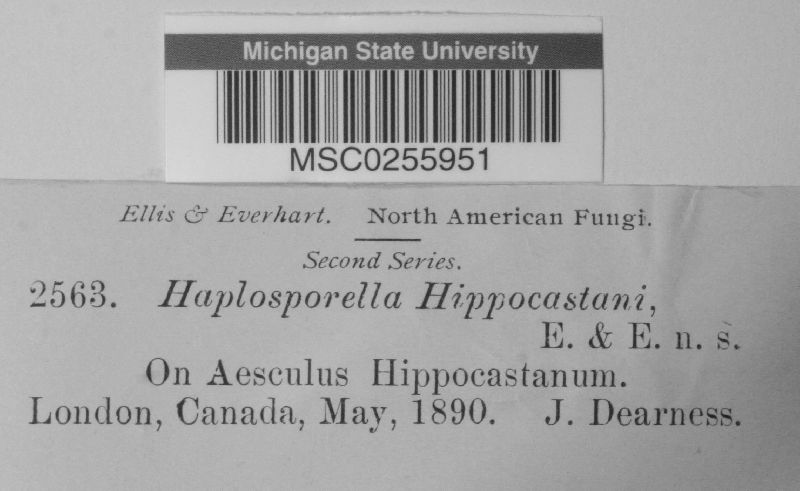 Michigan State University
MSC0255951
Ellis & Everhart. North American Fungi.
Second Series.
2563. Haplosporella Hippocastani,
E. & E. n. s.
On Aesculus Hippocastanum.
London, Canada, May, 1890. J. Dearness.